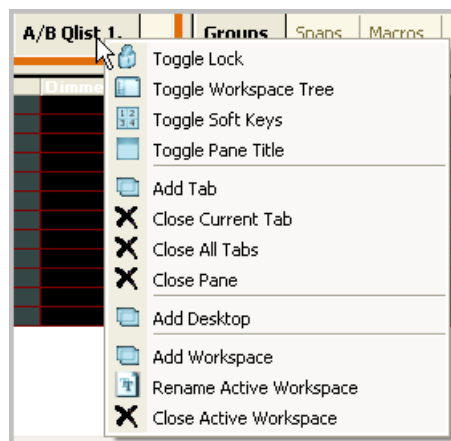 A/B Qlist 1.
Groups Snaps Macros
Dimme
Toggle Lock
Toggle Workspace Tree
Toggle Soft Keys
Toggle Pane Title
Add Tab
Close Current Tab
Close All Tabs
Close Pane
Add Desktop
Add Workspace
Rename Active Workspace
Close Active Workspace